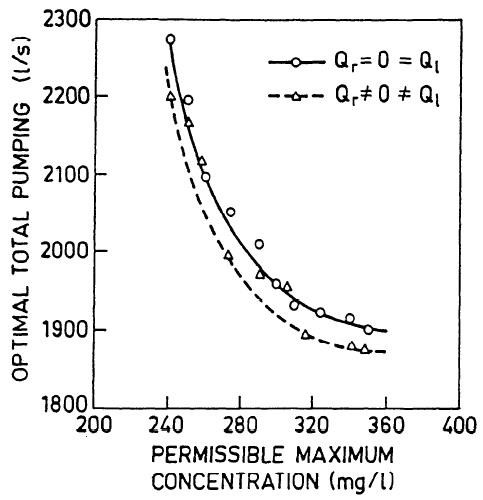 OPTIMAL TOTAL PUMPING (l/s)
2300
2200
2100
2000
1900
1800
Qr=0=Ql
Qr≠0≠Ql
200 240 280 320 360 400
PERMISSIBLE MAXIMUM
CONCENTRATION (mg/l)